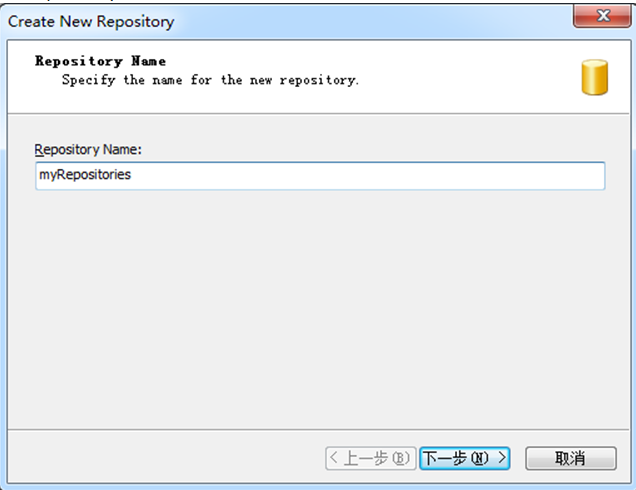 Create New Repository
Repository Name
Specify the name for the new repository.
Repository Name:
myRepositories
< 上一步(B)
下一步(N) >
取消